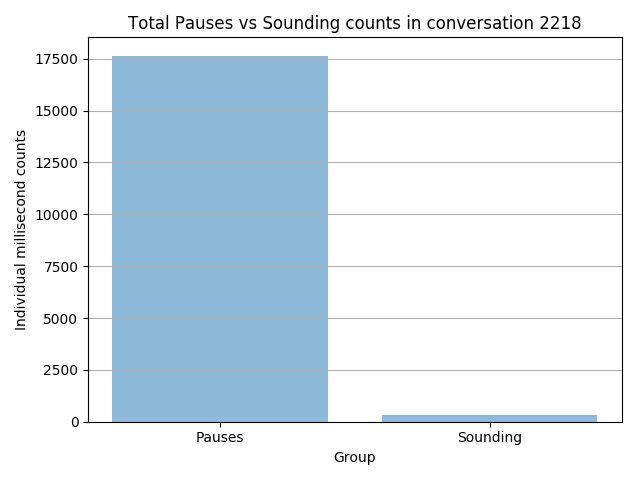 Total Pauses vs Sounding counts in conversation 2218
Individual millisecond counts
17500
15000
12500
10000
7500
5000
2500
0
Pauses
Sounding
Group